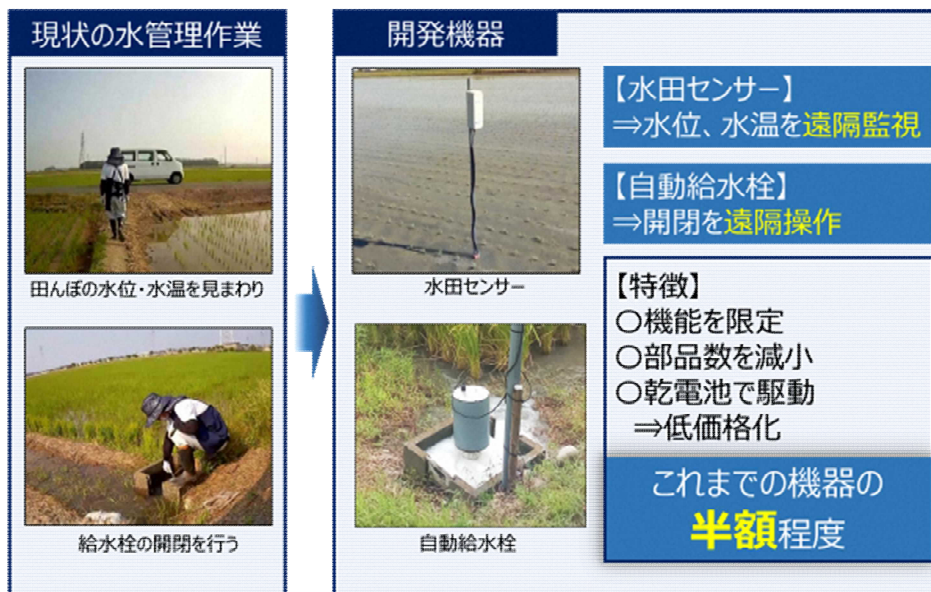 現状の水管理作業
田んぼの水位・水温を見まわり
給水栓の開閉を行う
開発機器
水田センサー
自動給水栓
【水田センサー】
⇒水位、水温を遠隔監視
【自動給水栓】
⇒開閉を遠隔操作
【特徴】
〇機能を限定
〇部品数を減小
〇乾電池で駆動
⇒低価格化
これまでの機器の
半額程度